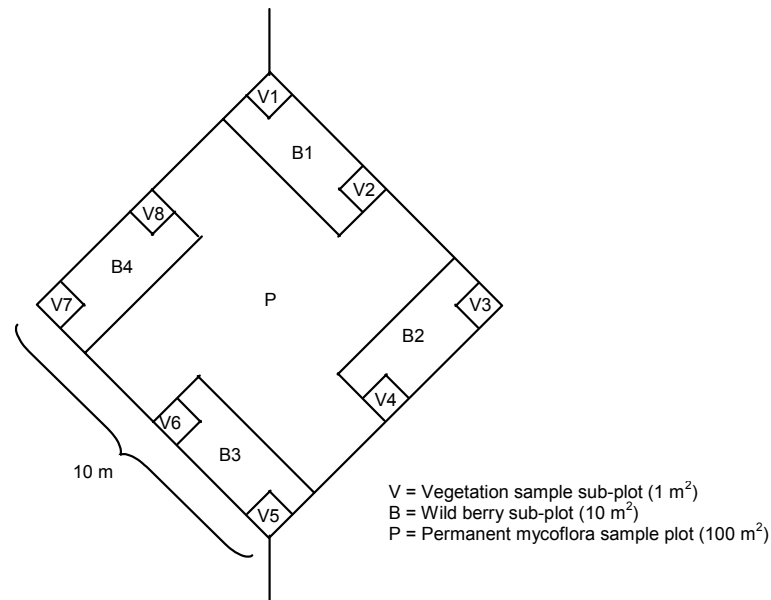 V1
B1
V2
V8
B4
P
V7
V3
B2
V4
V6
B3
10 m
V5
V = Vegetation sample sub-plot (1 m²)
B = Wild berry sub-plot (10 m²)
P = Permanent mycoflora sample plot (100 m²)